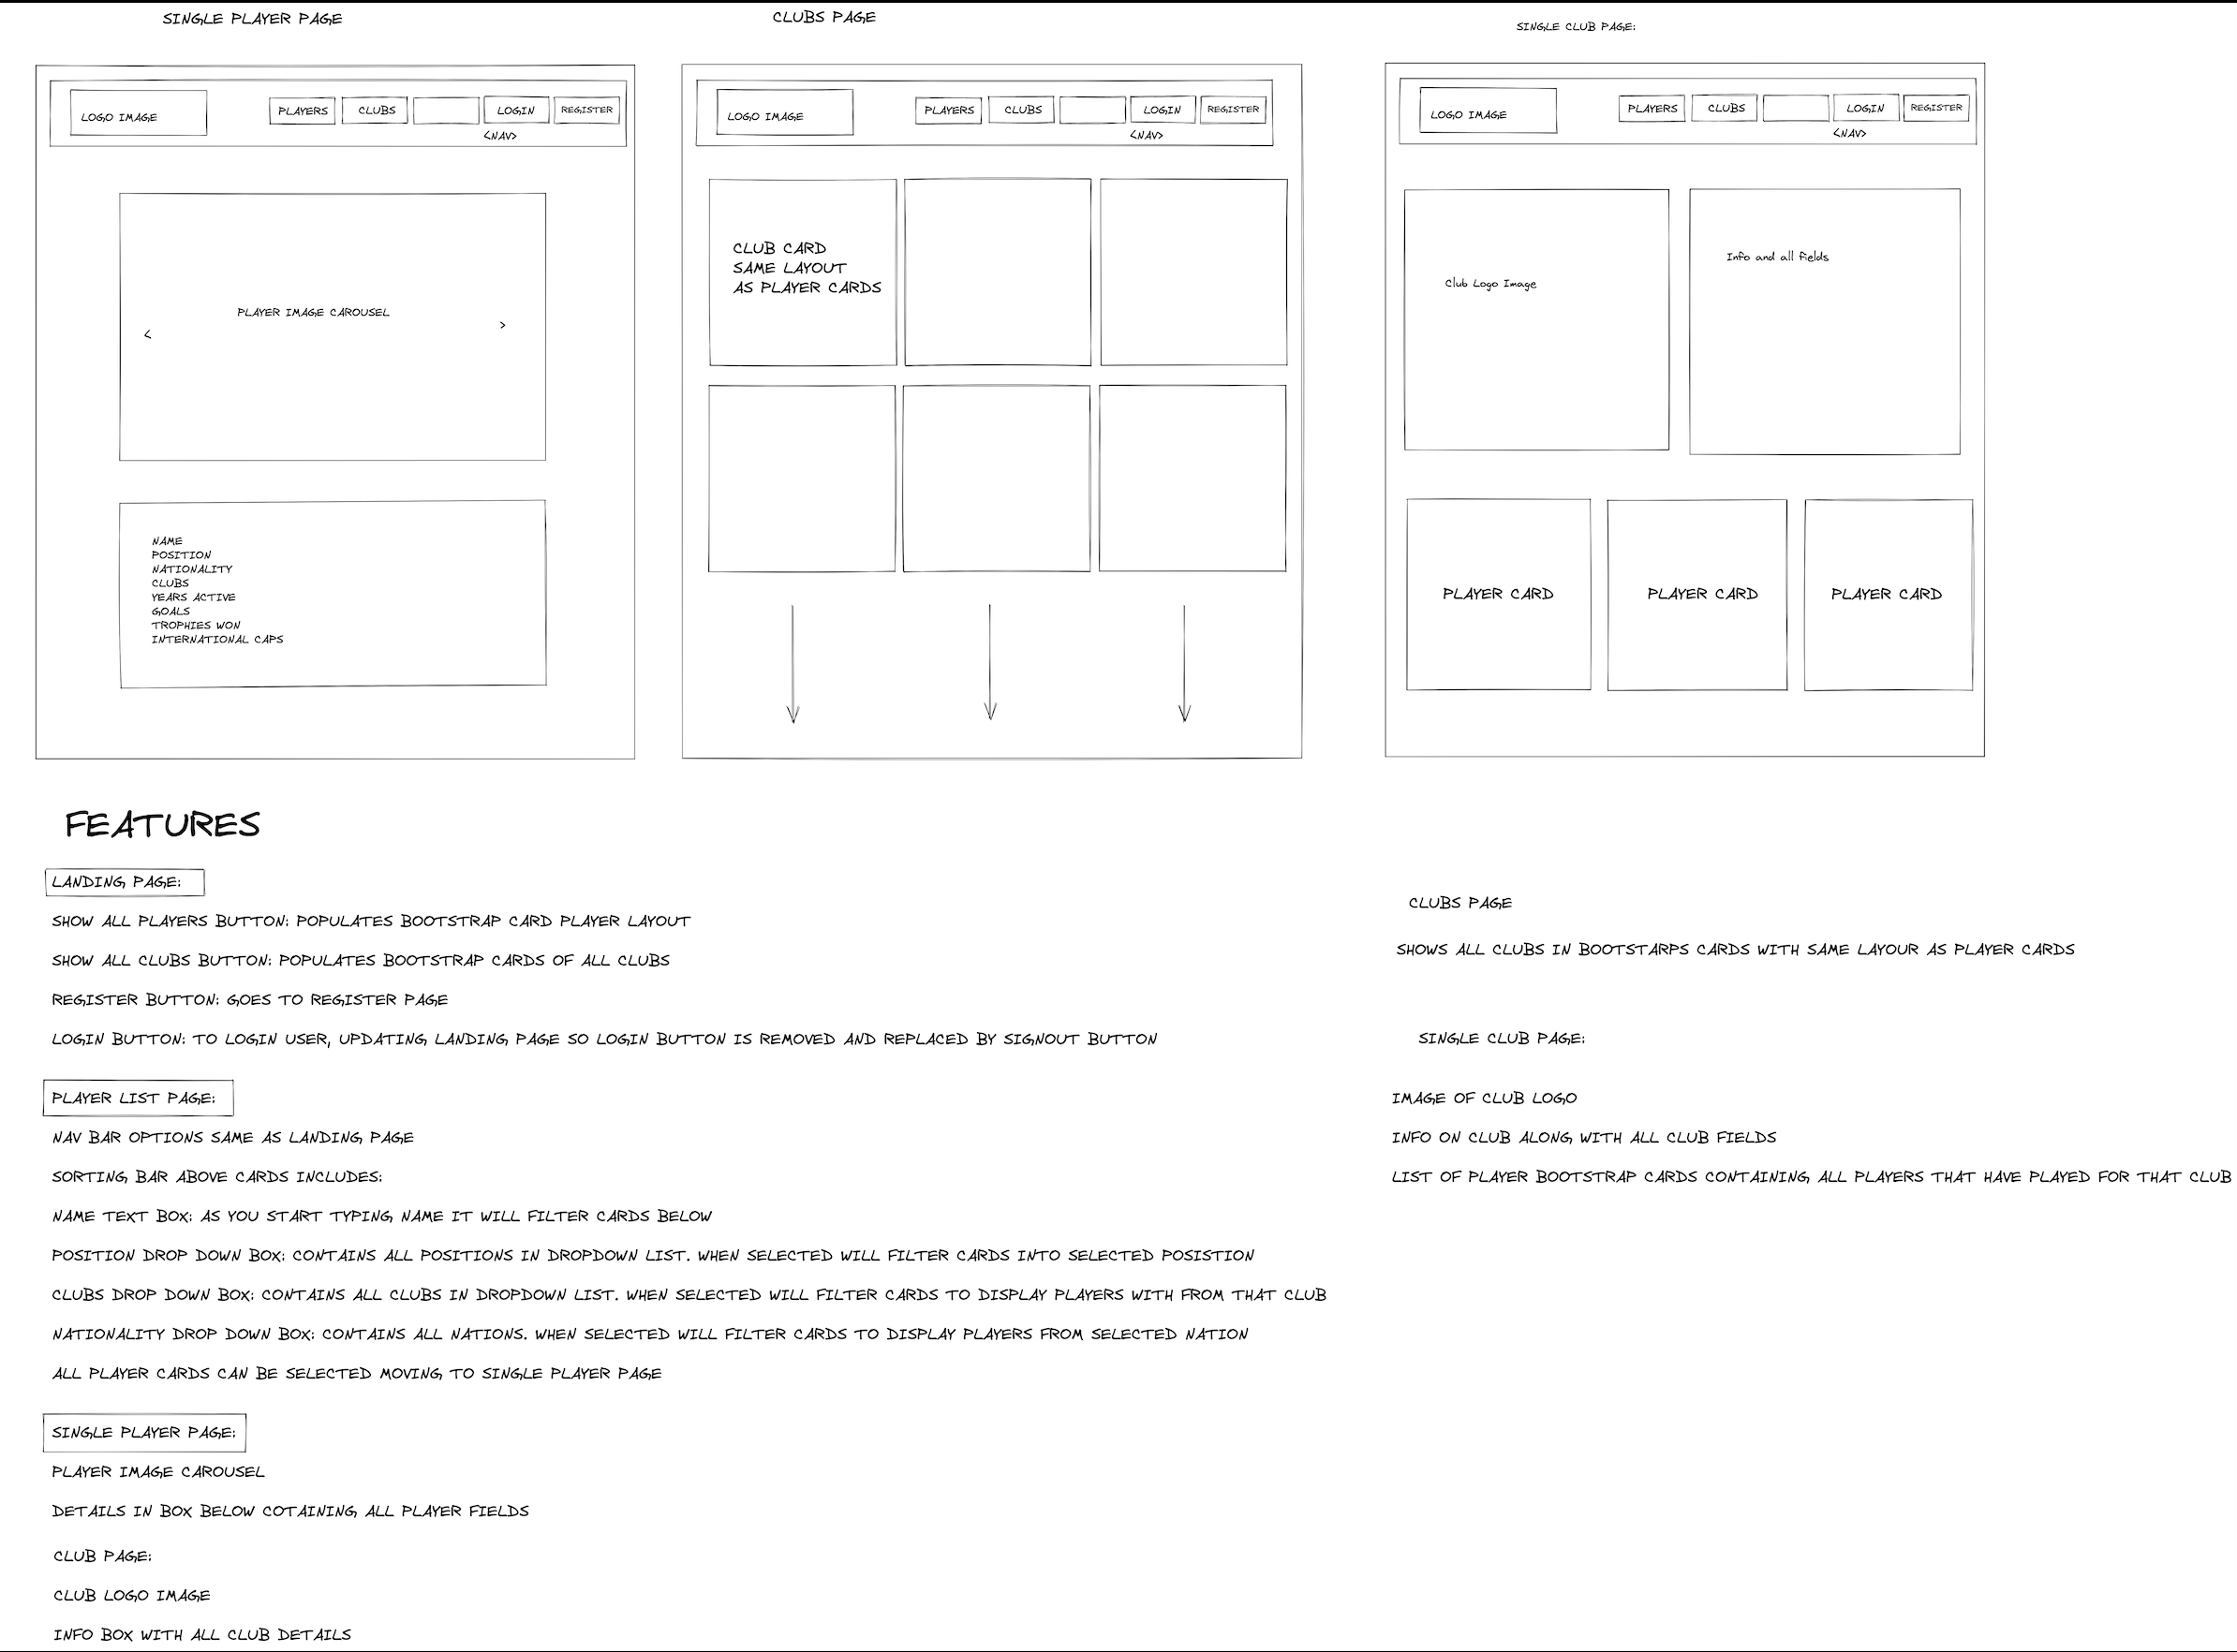 SINGLE PLAYER PAGE
LOGO IMAGE
PLAYERS
CLUBS
LOGIN
REGISTER
<NAV>
PLAYER IMAGE CAROUSEL
<
>
NAME
POSITION
NATIONALITY
CLUBS
YEARS ACTIVE
GOALS
TROPHIES WON
INTERNATIONAL CAPS
CLUBS PAGE
LOGO IMAGE
PLAYERS
CLUBS
LOGIN
REGISTER
<NAV>
CLUB CARD
SAME LAYOUT
AS PLAYER CARDS
SINGLE CLUB PAGE:
LOGO IMAGE
PLAYERS
CLUBS
LOGIN
REGISTER
<NAV>
Club Logo Image
Info and all fields
PLAYER CARD
PLAYER CARD
PLAYER CARD
FEATURES
LANDING PAGE:
SHOW ALL PLAYERS BUTTON: POPULATES BOOTSTRAP CARD PLAYER LAYOUT
SHOW ALL CLUBS BUTTON: POPULATES BOOTSTRAP CARDS OF ALL CLUBS
REGISTER BUTTON: GOES TO REGISTER PAGE
LOGIN BUTTON: TO LOGIN USER, UPDATING LANDING PAGE SO LOGIN BUTTON IS REMOVED AND REPLACED BY SIGNOUT BUTTON
PLAYER LIST PAGE:
NAV BAR OPTIONS SAME AS LANDING PAGE
SORTING BAR ABOVE CARDS INCLUDES:
NAME TEXT BOX: AS YOU START TYPING NAME IT WILL FILTER CARDS BELOW
POSITION DROP DOWN BOX: CONTAINS ALL POSITIONS IN DROPDOWN LIST. WHEN SELECTED WILL FILTER CARDS INTO SELECTED POSISTION
CLUBS DROP DOWN BOX: CONTAINS ALL CLUBS IN DROPDOWN LIST. WHEN SELECTED WILL FILTER CARDS TO DISPLAY PLAYERS WITH FROM THAT CLUB
NATIONALITY DROP DOWN BOX: CONTAINS ALL NATIONS. WHEN SELECTED WILL FILTER CARDS TO DISPLAY PLAYERS FROM SELECTED NATION
ALL PLAYER CARDS CAN BE SELECTED MOVING TO SINGLE PLAYER PAGE
SINGLE PLAYER PAGE:
PLAYER IMAGE CAROUSEL
DETAILS IN BOX BELOW COTAINING ALL PLAYER FIELDS
CLUB PAGE:
CLUB LOGO IMAGE
INFO BOX WITH ALL CLUB DETAILS
CLUBS PAGE
SHOWS ALL CLUBS IN BOOTSTARPS CARDS WITH SAME LAYOUR AS PLAYER CARDS
SINGLE CLUB PAGE:
IMAGE OF CLUB LOGO
INFO ON CLUB ALONG WITH ALL CLUB FIELDS
LIST OF PLAYER BOOTSTRAP CARDS CONTAINING ALL PLAYERS THAT HAVE PLAYED FOR THAT CLUB